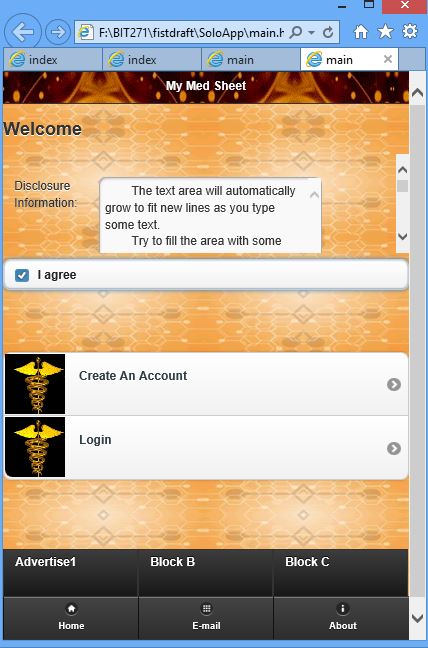 F:\BIT271\fistdraft\SoloApp\main.h
index
index
main
main
My Med Sheet
Welcome
Disclosure
Information:
The text area will automatically
grow to fit new lines as you type
some text.
Try to fill the area with some
I agree
Create An Account
Login
Advertise1
Block B
Block C
Home
E-mail
About